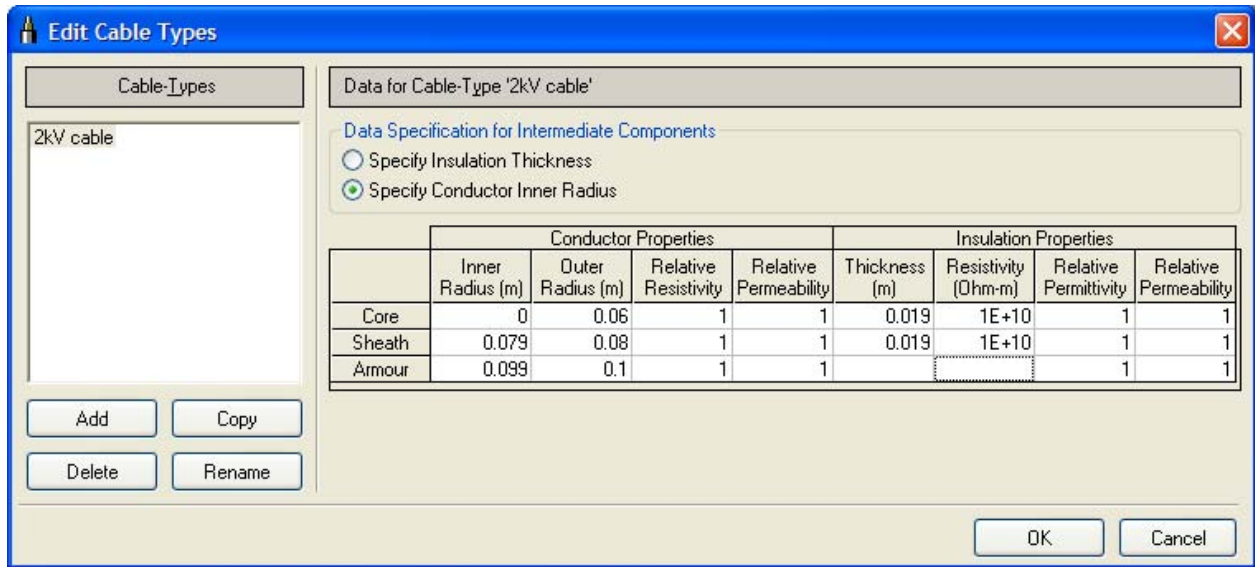 Edit Cable Types
Cable-Types
2kV cable
Add Copy
Delete Rename
Data for Cable-Type '2kV cable'
Data Specification for Intermediate Components
Specify Insulation Thickness
Specify Conductor Inner Radius
Conductor Properties Insulation Properties
Inner Radius (m) Outer Radius (m) Relative Resistivity Relative Permeability Thickness (m) Resistivity (Ohm-m) Relative Permittivity Relative Permeability
Core 0 0.06 1 1 0.019 1E+10 1 1
Sheath 0.079 0.08 1 1 0.019 1E+10 1 1
Armour 0.099 0.1 1 1 1 1
OK Cancel